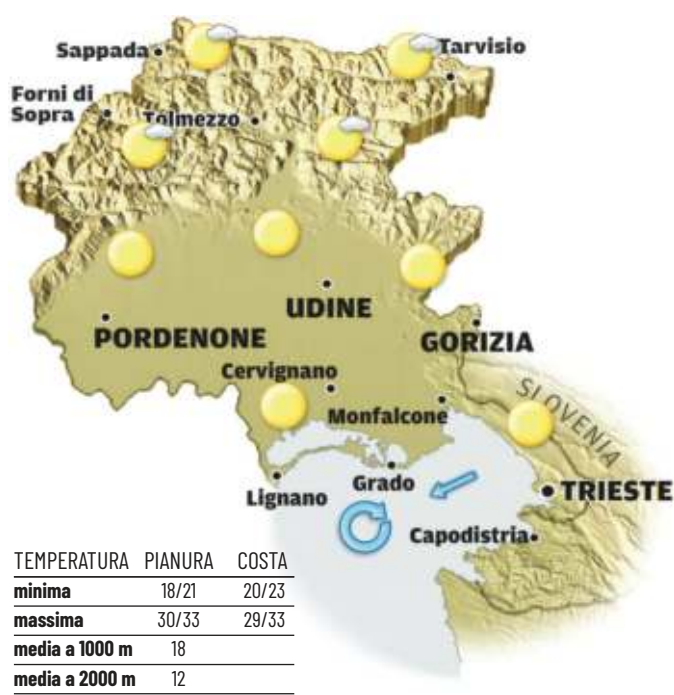 Sappada
Tarvisio
Forni di
Sopra
Tolmezzo
UDINE
PORDENONE
GORIZIA
Cervignano
SLOVENIA
Monfalcone
Grado
Lignano
TRIESTE
Capodistria
TEMPERATURA PIANURA COSTA
minima 18/21 20/23
massima 30/33 29/33
media a 1000 m 18
media a 2000 m 12